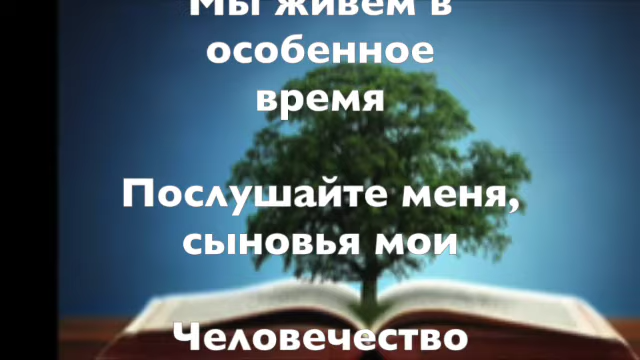 Мы живем в
особенное
время
Послушайте меня,
сыновья мои
Человечество